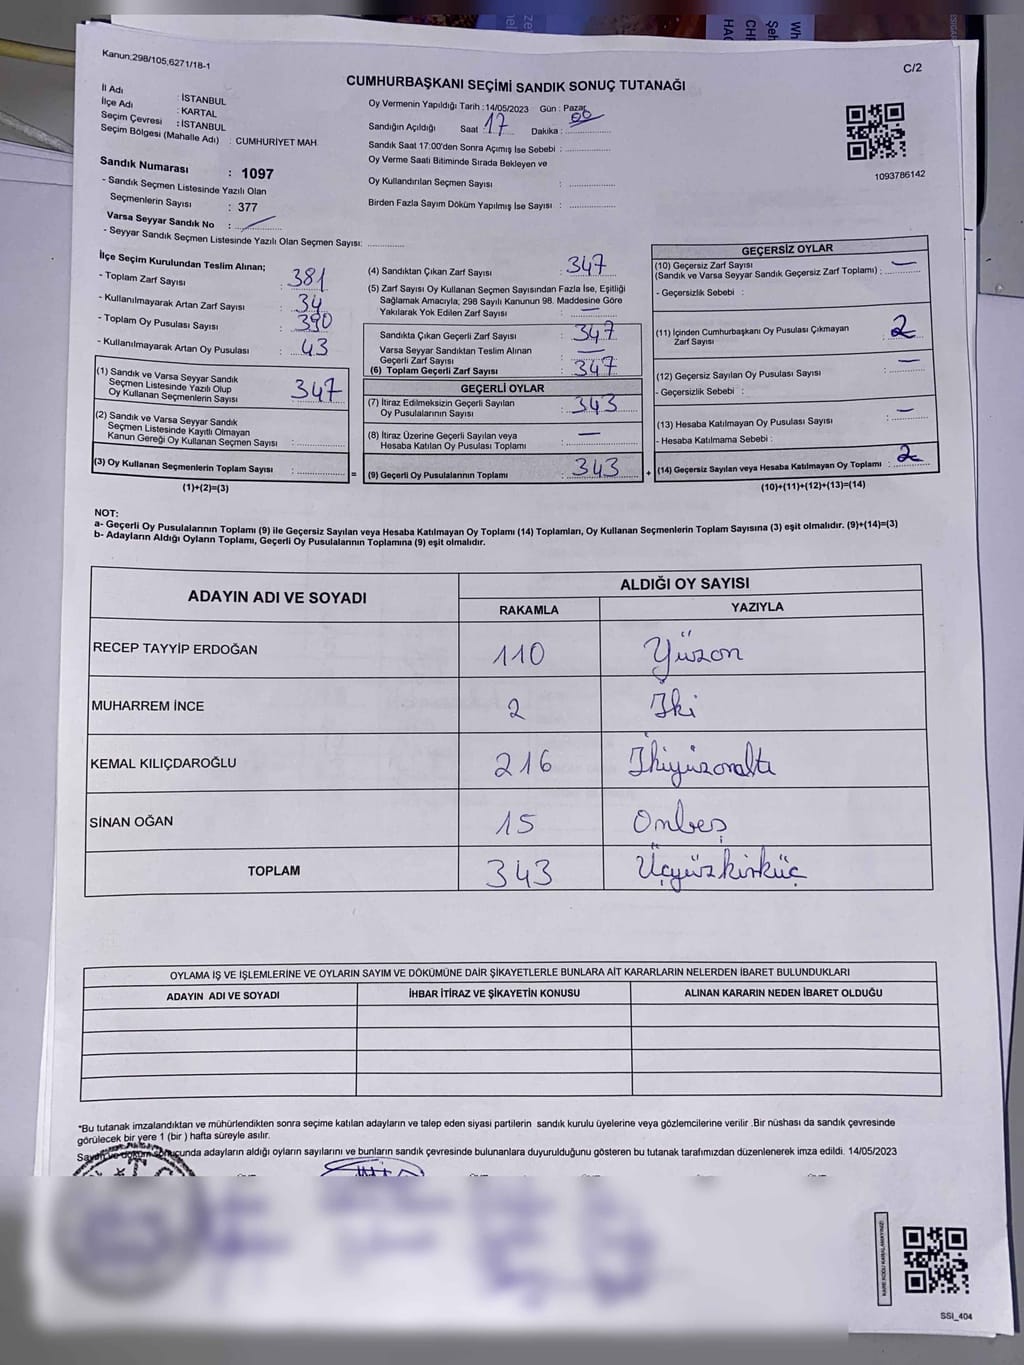 Kanun;298/105,6271/18-1
C/2
CUMHURBAŞKANI SEÇİMİ SANDIK SONUÇ TUTANAĞI
İl Adı : İSTANBUL
İlçe Adı : KARTAL
Seçim Çevresi : İSTANBUL
Seçim Bölgesi (Mahalle Adı) : CUMHURİYET MAH.
Sandık Numarası : 1097
- Sandık Seçmen Listesinde Yazılı Olan
Seçmenlerin Sayısı : 377
Varsa Seyyar Sandık No :
- Seyyar Sandık Seçmen Listesinde Yazılı Olan Seçmen Sayısı: ............
Oy Vermenin Yapıldığı Tarih :14/05/2023 Gün : Pazar
Sandığın Açıldığı Saat : 17 Dakika : 00
Sandık Saat 17:00'den Sonra Açımış İse Sebebi :
Oy Verme Saati Bitiminde Sırada Bekleyen ve
Oy Kullandırılan Seçmen Sayısı :
Birden Fazla Sayım Döküm Yapılmış İse Sayısı :
1093786142
İlçe Seçim Kurulundan Teslim Alınan;
- Toplam Zarf Sayısı : 381
- Kullanılmayarak Artan Zarf Sayısı : 34
- Toplam Oy Pusulası Sayısı : 390
- Kullanılmayarak Artan Oy Pusulası : 43
(1) Sandık ve Varsa Seyyar Sandık
Seçmen Listesinde Yazılı Olup
Oy Kullanan Seçmenlerin Sayısı : 347
(2) Sandık ve Varsa Seyyar Sandık
Seçmen Listesinde Kayıtlı Olmayan
Kanun Gereği Oy Kullanan Seçmen Sayısı :
(3) Oy Kullanan Seçmenlerin Toplam Sayısı : =
(1)+(2)=(3)
(4) Sandıktan Çıkan Zarf Sayısı : 347
(5) Zarf Sayısı Oy Kullanan Seçmen Sayısından Fazla İse, Eşitliği
Sağlamak Amacıyla; 298 Sayılı Kanunun 98. Maddesine Göre
Yakılarak Yok Edilen Zarf Sayısı : —
Sandıkta Çıkan Geçerli Zarf Sayısı : 347
Varsa Seyyar Sandıktan Teslim Alınan
Geçerli Zarf Sayısı : —
(6) Toplam Geçerli Zarf Sayısı : 347
GEÇERLİ OYLAR
(7) İtiraz Edilmeksizin Geçerli Sayılan
Oy Pusulalarının Sayısı : 343
(8) İtiraz Üzerine Geçerli Sayılan veya
Hesaba Katılan Oy Pusulası Toplamı : —
(9) Geçerli Oy Pusulalarının Toplamı : 343 +
GEÇERSİZ OYLAR
(10) Geçersiz Zarf Sayısı
(Sandık ve Varsa Seyyar Sandık Geçersiz Zarf Toplamı) : —
- Geçersizlik Sebebi :
(11) İçinden Cumhurbaşkanı Oy Pusulası Çıkmayan
Zarf Sayısı : 2
(12) Geçersiz Sayılan Oy Pusulası Sayısı : —
- Geçersizlik Sebebi :
(13) Hesaba Katılmayan Oy Pusulası Sayısı : —
- Hesaba Katılmama Sebebi :
(14) Geçersiz Sayılan veya Hesaba Katılmayan Oy Toplamı : 2
(10)+(11)+(12)+(13)=(14)
NOT:
a- Geçerli Oy Pusulalarının Toplamı (9) ile Geçersiz Sayılan veya Hesaba Katılmayan Oy Toplamı (14) Toplamları, Oy Kullanan Seçmenlerin Toplam Sayısına (3) eşit olmalıdır. (9)+(14)=(3)
b- Adayların Aldığı Oyların Toplamı, Geçerli Oy Pusulalarının Toplamına (9) eşit olmalıdır.
ADAYIN ADI VE SOYADI ALDIĞI OY SAYISI
RAKAMLA YAZIYLA
RECEP TAYYİP ERDOĞAN 110 Yüzon
MUHARREM İNCE 2 İki
KEMAL KILIÇDAROĞLU 216 İkiyüzonaltı
SİNAN OĞAN 15 Onbeş
TOPLAM 343 Üçyüzkırküç
OYLAMA İŞ VE İŞLEMLERİNE VE OYLARIN SAYIM VE DÖKÜMÜNE DAİR ŞİKAYETLERLE BUNLARA AİT KARARLARIN NELERDEN İBARET BULUNDUKLARI
ADAYIN ADI VE SOYADI İHBAR İTİRAZ VE ŞİKAYETİN KONUSU ALINAN KARARIN NEDEN İBARET OLDUĞU
"Bu tutanak imzalandıktan ve mühürlendikten sonra seçime katılan adayların ve talep eden siyasi partilerin sandık kurulu üyelerine veya gözlemcilerine verilir .Bir nüshası da sandık çevresinde
görülecek bir yere 1 (bir ) hafta süreyle asılır.
Sayım ve döküm sonucunda adayların aldığı oyların sayılarını ve bunların sandık çevresinde bulunanlara duyurulduğunu gösteren bu tutanak tarafımızdan düzenlenerek imza edildi. 14/05/2023
SSI_404